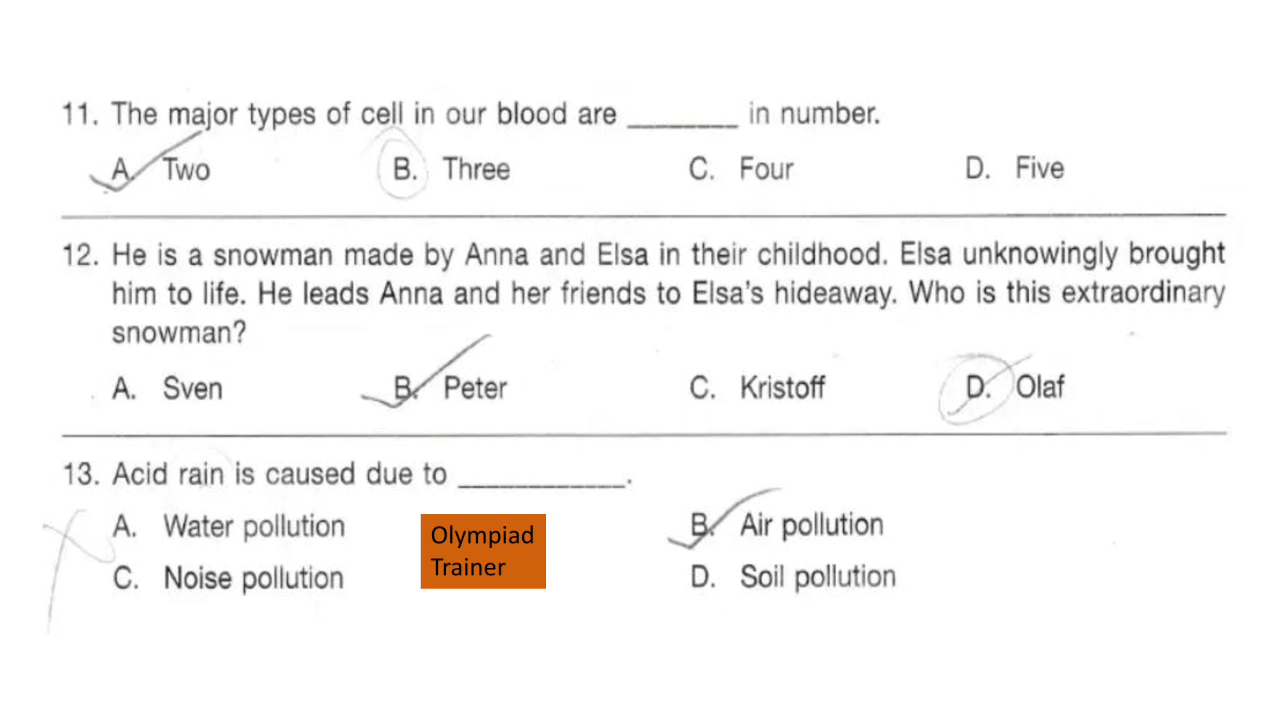 11. The major types of cell in our blood are ________ in number.
A. Two B. Three C. Four D. Five
12. He is a snowman made by Anna and Elsa in their childhood. Elsa unknowingly brought
him to life. He leads Anna and her friends to Elsa's hideaway. Who is this extraordinary
snowman?
A. Sven B. Peter C. Kristoff D. Olaf
13. Acid rain is caused due to ____________.
A. Water pollution B. Air pollution
C. Noise pollution D. Soil pollution
Olympiad
Trainer